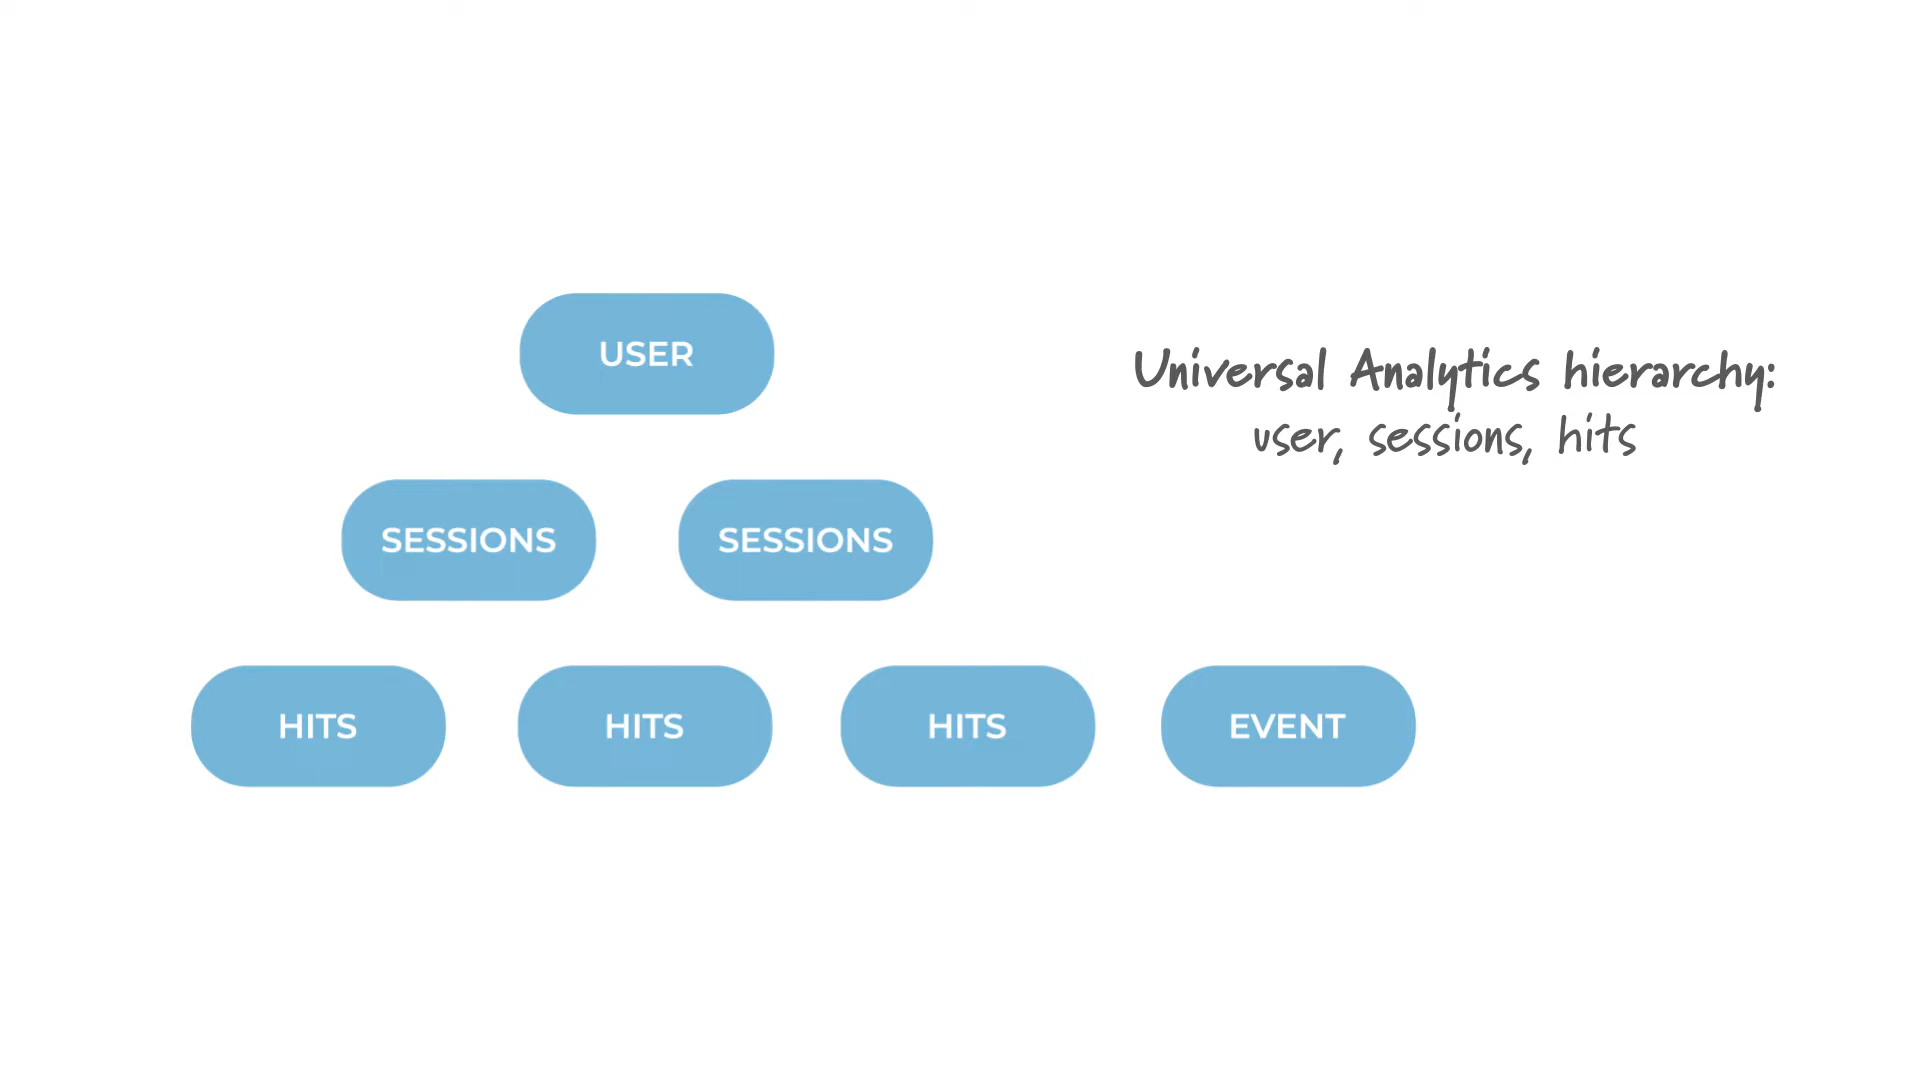 USER
Universal Analytics hierarchy:
user, sessions, hits
SESSIONS SESSIONS
HITS HITS HITS EVENT